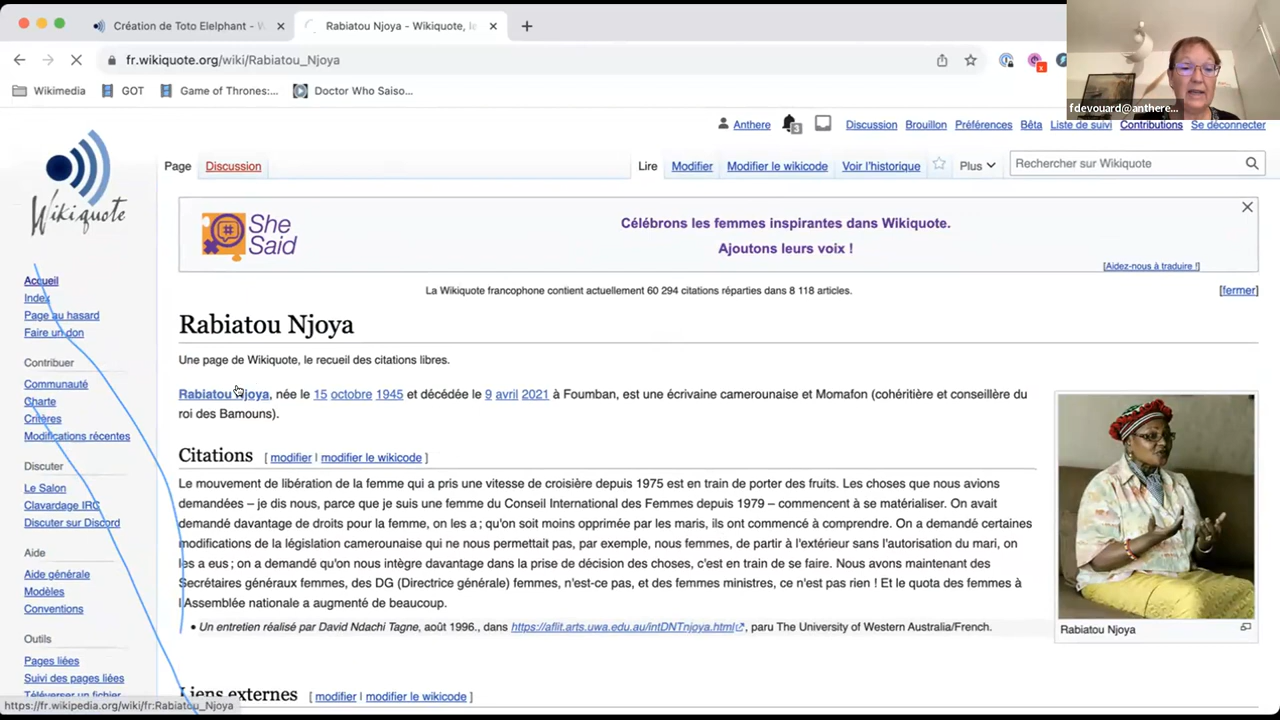 Création de Toto Elelphant - W
Rabiatou Njoya - Wikiquote, le
fr.wikiquote.org/wiki/Rabiatou_Njoya
Wikimedia
GOT
Game of Thrones:...
Doctor Who Saiso...
fdevouard@anthere...
Anthere
3
Discussion
Brouillon
Préférences
Bêta
Liste de suivi
Contributions
Se déconnecter
Wikiquote
Page
Discussion
Lire
Modifier
Modifier le wikicode
Voir l'historique
Plus
Rechercher sur Wikiquote
# She
Said
Célébrons les femmes inspirantes dans Wikiquote.
Ajoutons leurs voix !
[Aidez-nous à traduire !]
La Wikiquote francophone contient actuellement 60 294 citations réparties dans 8 118 articles.
[fermer]
Accueil
Index
Page au hasard
Faire un don
Contribuer
Communauté
Charte
Critères
Modifications récentes
Discuter
Le Salon
Clavardage IRC
Discuter sur Discord
Aide
Aide générale
Modèles
Conventions
Outils
Pages liées
Suivi des pages liées
Téléverser un fichier
Rabiatou Njoya
Une page de Wikiquote, le recueil des citations libres.
Rabiatou Njoya, née le 15 octobre 1945 et décédée le 9 avril 2021 à Foumban, est une écrivaine camerounaise et Momafon (cohéritière et conseillère du
roi des Bamouns).
Citations [ modifier | modifier le wikicode ]
Le mouvement de libération de la femme qui a pris une vitesse de croisière depuis 1975 est en train de porter des fruits. Les choses que nous avions
demandées – je dis nous, parce que je suis une femme du Conseil International des Femmes depuis 1979 – commencent à se matérialiser. On avait
demandé davantage de droits pour la femme, on les a ; qu'on soit moins opprimée par les maris, ils ont commencé à comprendre. On a demandé certaines
modifications de la législation camerounaise qui ne nous permettait pas, par exemple, nous femmes, de partir à l'extérieur sans l'autorisation du mari, on
les a eus ; on a demandé qu'on nous intègre davantage dans la prise de décision des choses, c'est en train de se faire. Nous avons maintenant des
Secrétaires généraux femmes, des DG (Directrice générale) femmes, n'est-ce pas, et des femmes ministres, ce n'est pas rien ! Et le quota des femmes à
l'Assemblée nationale a augmenté de beaucoup.
• Un entretien réalisé par David Ndachi Tagne, août 1996., dans https://aflit.arts.uwa.edu.au/intDNTnjoya.html, paru The University of Western Australia/French.
Rabiatou Njoya
Liens externes [ modifier | modifier le wikicode ]
https://fr.wikipedia.org/wiki/fr:Rabiatou_Njoya